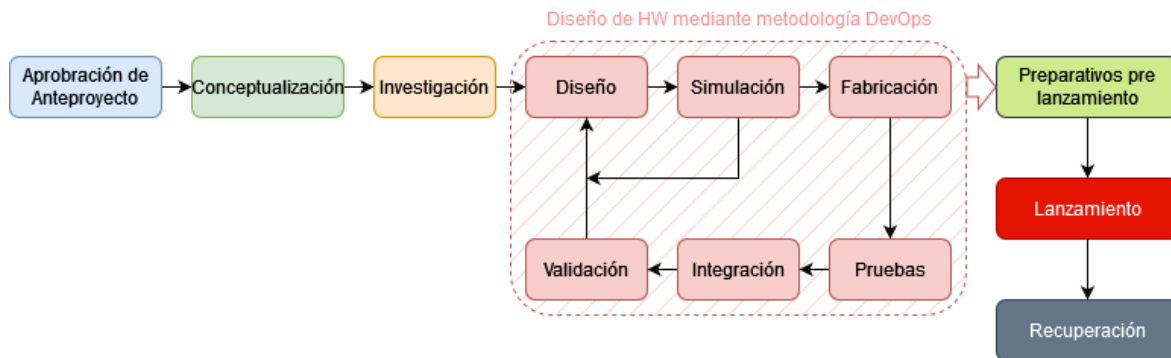 Diseño de HW mediante metodología DevOps
Aprobración de
Anteproyecto
Conceptualización
Investigación
Diseño
Simulación
Fabricación
Preparativos pre
lanzamiento
Lanzamiento
Validación
Integración
Pruebas
Recuperación